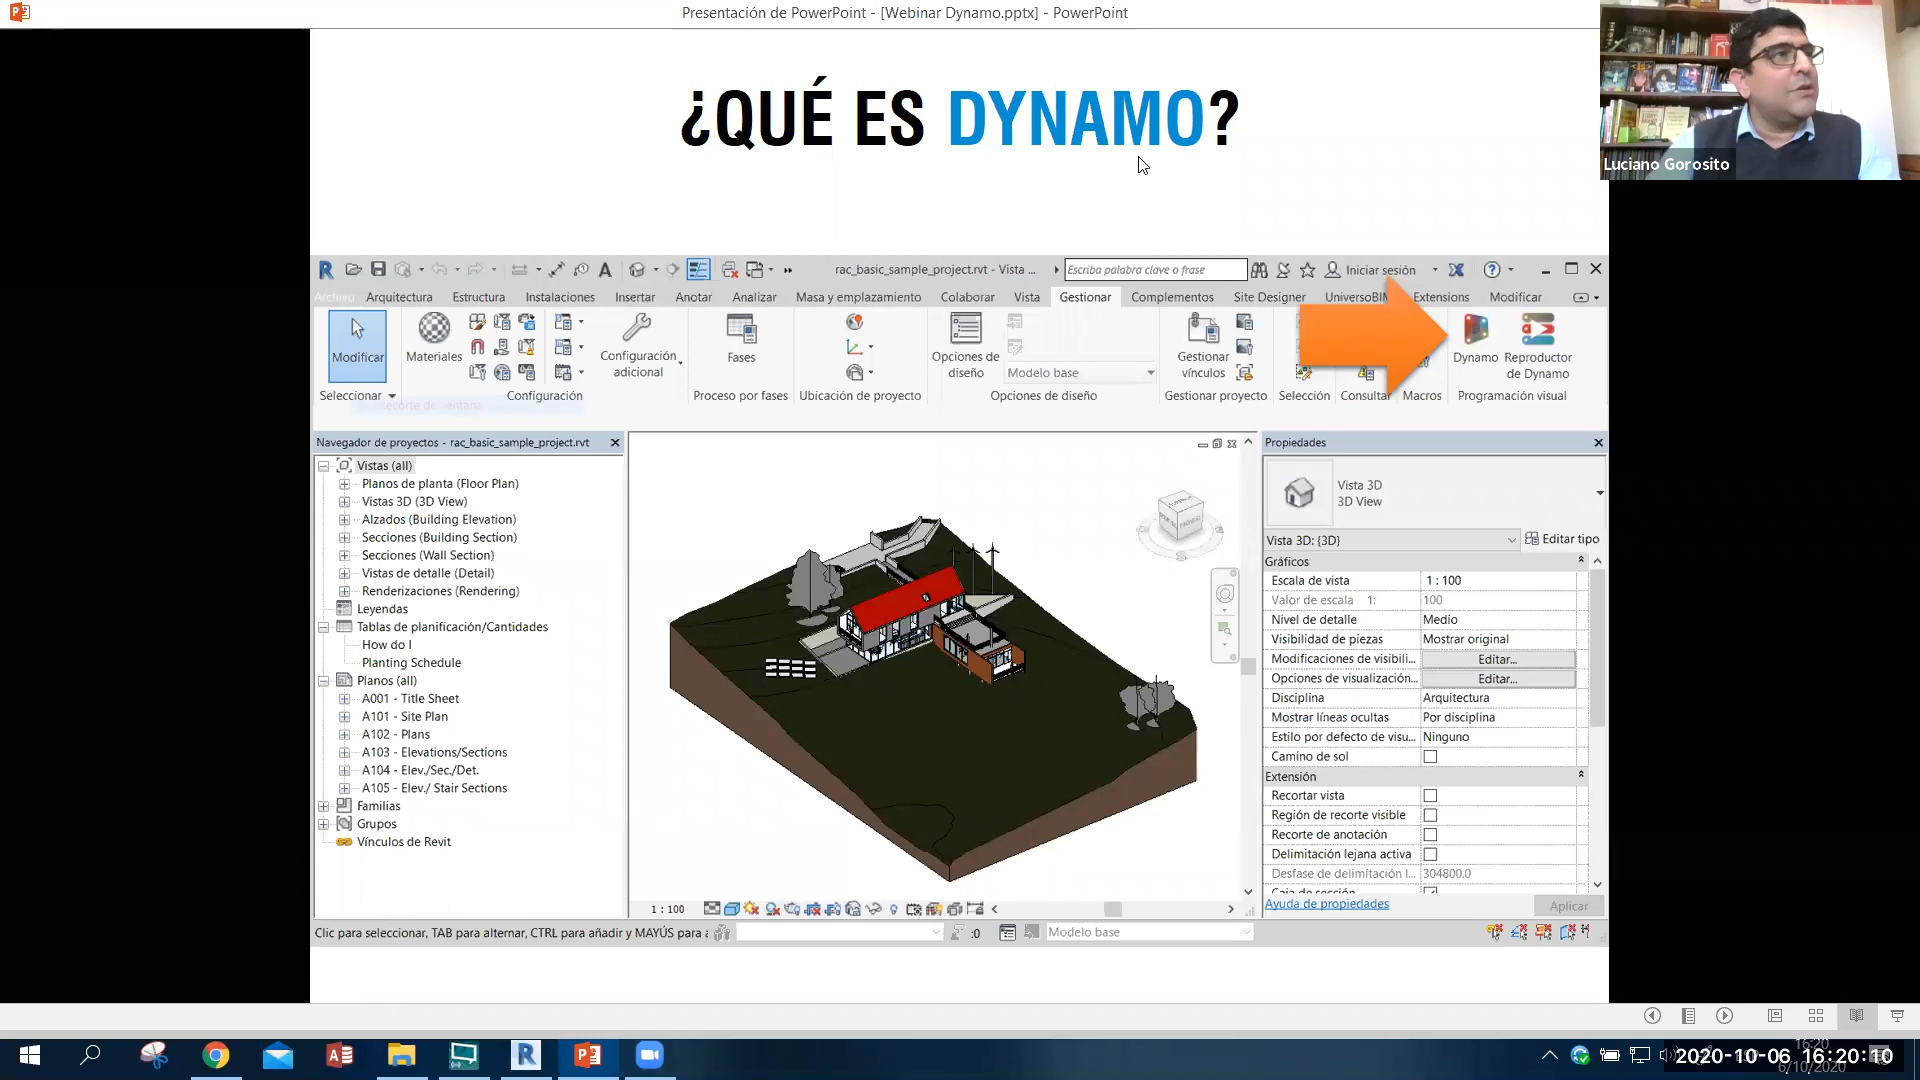 Presentación de PowerPoint - [Webinar Dynamo.pptx] - PowerPoint
Luciano Gorosito
¿QUÉ ES DYNAMO?
rac_basic_sample_project.rvt - Vista ...
Escriba palabra clave o frase
Iniciar sesión
Archivo Arquitectura Estructura Instalaciones Insertar Anotar Analizar Masa y emplazamiento Colaborar Vista Gestionar Complementos Site Designer UniversoBIM Extensions Modificar
Modificar
Materiales
Configuración adicional
Fases
Opciones de diseño
Modelo base
Gestionar vínculos
Dynamo
Reproductor de Dynamo
Seleccionar
Configuración
Proceso por fases
Ubicación de proyecto
Opciones de diseño
Gestionar proyecto
Selección
Consultar
Macros
Programación visual
Navegador de proyectos - rac_basic_sample_project.rvt
Vistas (all)
Planos de planta (Floor Plan)
Vistas 3D (3D View)
Alzados (Building Elevation)
Secciones (Building Section)
Secciones (Wall Section)
Vistas de detalle (Detail)
Renderizaciones (Rendering)
Leyendas
Tablas de planificación/Cantidades
How do I
Planting Schedule
Planos (all)
A001 - Title Sheet
A101 - Site Plan
A102 - Plans
A103 - Elevations/Sections
A104 - Elev./Sec./Det.
A105 - Elev./ Stair Sections
Familias
Grupos
Vínculos de Revit
Propiedades
Vista 3D
3D View
Vista 3D: {3D}
Editar tipo
Gráficos
Escala de vista 1 : 100
Valor de escala 1: 100
Nivel de detalle Medio
Visibilidad de piezas Mostrar original
Modificaciones de visibili... Editar...
Opciones de visualización... Editar...
Disciplina Arquitectura
Mostrar líneas ocultas Por disciplina
Estilo por defecto de visu... Ninguno
Camino de sol
Extensión
Recortar vista
Región de recorte visible
Recorte de anotación
Delimitación lejana activa
Desfase de delimitación l... 304800.0
Caja de sección
Ayuda de propiedades
Aplicar
1 : 100
Clic para seleccionar, TAB para alternar, CTRL para añadir y MAYÚS para a
:0
Modelo base
16:20
2020-10-06 16:20:10
6/10/2020